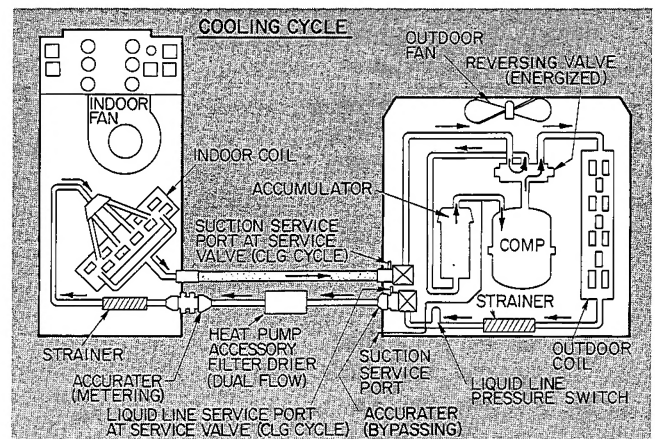 COOLING CYCLE
OUTDOOR
FAN
REVERSING VALVE
(ENERGIZED)
INDOOR
FAN
INDOOR COIL
ACCUMULATOR
SUCTION SERVICE
PORT AT SERVICE
VALVE (CLG CYCLE)
COMP
STRAINER
STRAINER
HEAT PUMP
ACCESSORY
FILTER DRIER
(DUAL FLOW)
SUCTION
SERVICE
PORT
OUTDOOR
COIL
LIQUID LINE
PRESSURE SWITCH
ACCURATER
(METERING)
LIQUID LINE SERVICE PORT
AT SERVICE VALVE (CLG CYCLE)
ACCURATER
(BYPASSING)